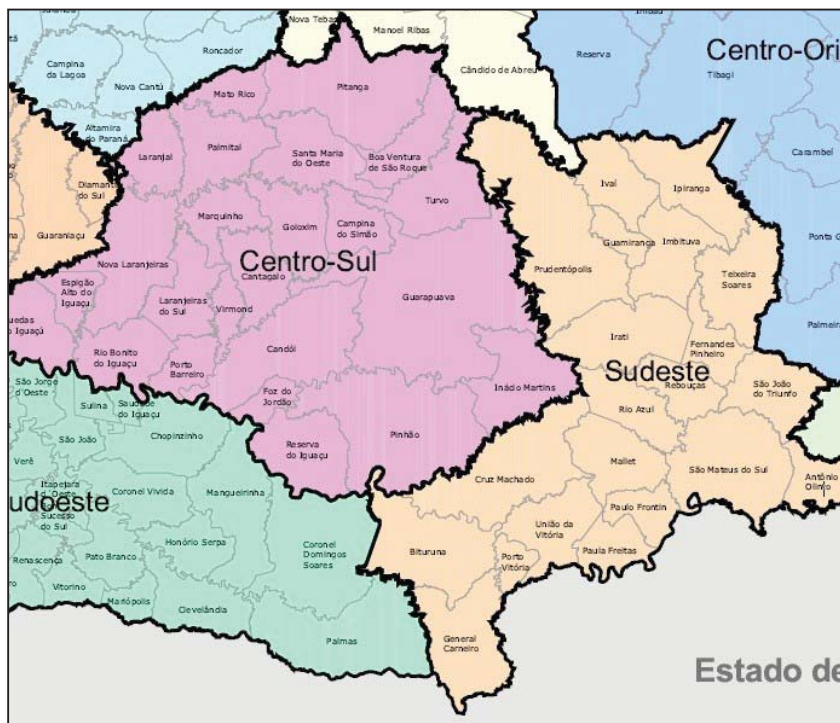 Nova Tebas
Manoel Ribas
Roncador
Campina
da Lagoa
Nova Cantú
Cândido de Abreu
Reserva
Centro-Ori
Tibagi
Mato Rico
Pitanga
Altamira
do Paraná
Laranjal
Palmital
Santa Maria
do Oeste
Boa Ventura
de São Roque
Carambeí
Ivaí
Ipiranga
Diamante
do Sul
Guaraniaçu
Turvo
Marquinho
Goioxim
Campina
do Simão
Guamiranga
Imbituva
Ponta G
Nova Laranjeiras
Centro-Sul
Cantagalo
Prudentópolis
Teixeira
Soares
Espigão
Alto do
Iguaçu
Laranjeiras
do Sul
Virmond
Guarapuava
uedas
o Iguaçú
Palmeira
Irati
Fernandes
Pinheiro
Rio Bonito
do Iguaçu
Porto
Barreiro
Candói
Sudeste
Rebouças
São João
do Triunfo
Inácio Martins
São Jorge
d'Oeste
Sulina
Saudade
do Iguaçu
Foz do
Jordão
Rio Azul
São João
Chopinzinho
Reserva
do Iguaçu
Pinhão
Verê
Mallet
São Mateus do Sul
Cruz Machado
Antônio
Olinto
Itapejara
d'Oeste
Sucesso
do Sul
Coronel Vivida
Mangueirinha
udoeste
Paulo Frontin
União da
Vitória
Honório Serpa
Coronel
Domingos
Soares
Bituruna
Porto
Vitória
Paula Freitas
Renascença
Pato Branco
Vitorino
Mariópolis
Clevelândia
Palmas
General
Carneiro
Estado de